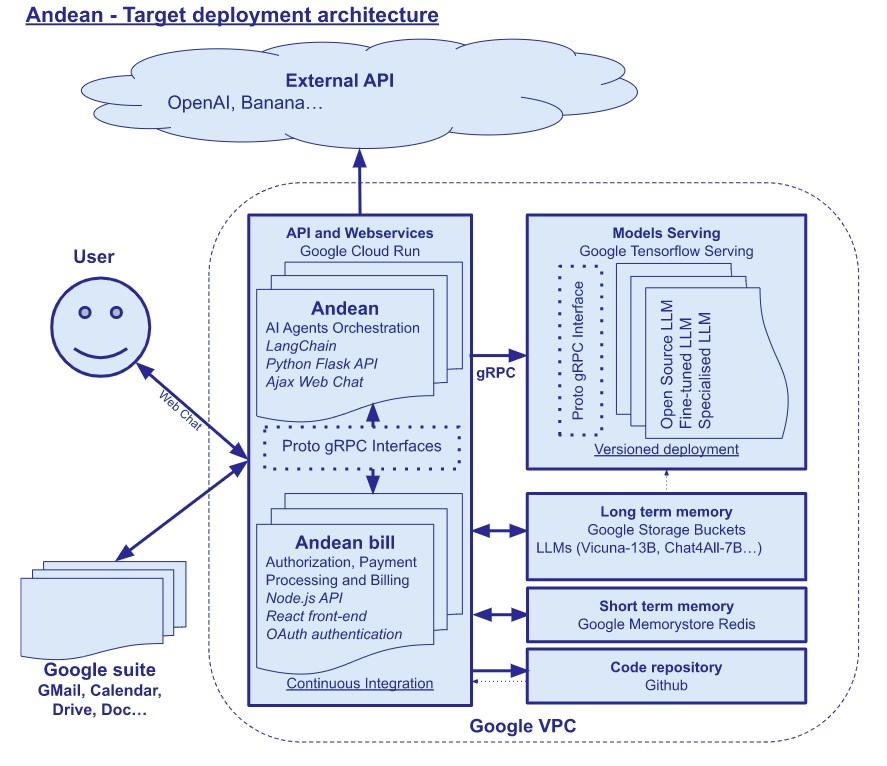 Andean - Target deployment architecture
External API
OpenAI, Banana…
User
Web Chat
API and Webservices
Google Cloud Run
Andean
AI Agents Orchestration
LangChain
Python Flask API
Ajax Web Chat
Proto gRPC Interfaces
Andean bill
Authorization, Payment
Processing and Billing
Node.js API
React front-end
OAuth authentication
Continuous Integration
gRPC
Models Serving
Google Tensorflow Serving
Proto gRPC Interface
Open Source LLM
Fine-tuned LLM
Specialised LLM
Versioned deployment
Long term memory
Google Storage Buckets
LLMs (Vicuna-13B, Chat4All-7B…)
Short term memory
Google Memorystore Redis
Code repository
Github
Google suite
GMail, Calendar,
Drive, Doc…
Google VPC